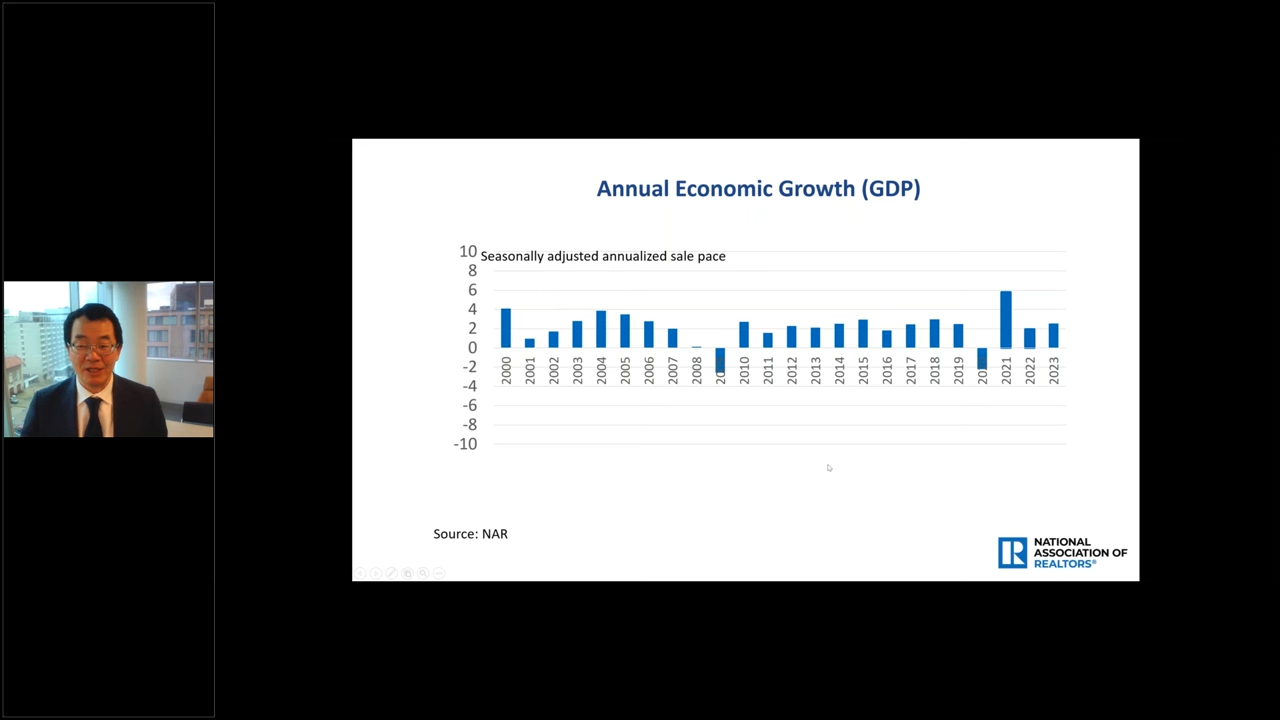 Annual Economic Growth (GDP)
10
Seasonally adjusted annualized sale pace
8
6
4
2
0
-2
-4
-6
-8
-10
2000 2001 2002 2003 2004 2005 2006 2007 2008 2010 2011 2012 2013 2014 2015 2016 2017 2018 2019 2021 2022 2023
Source: NAR
R
NATIONAL
ASSOCIATION OF
REALTORS®